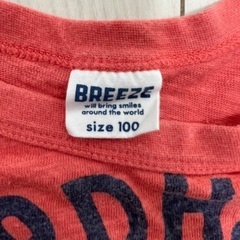 BREEZE
will bring smiles
around the world
size 100